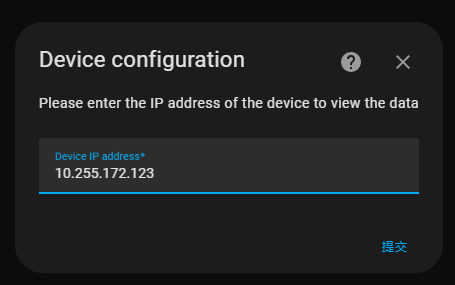 Device configuration
Please enter the IP address of the device to view the data
Device IP address*
10.255.172.123
提交